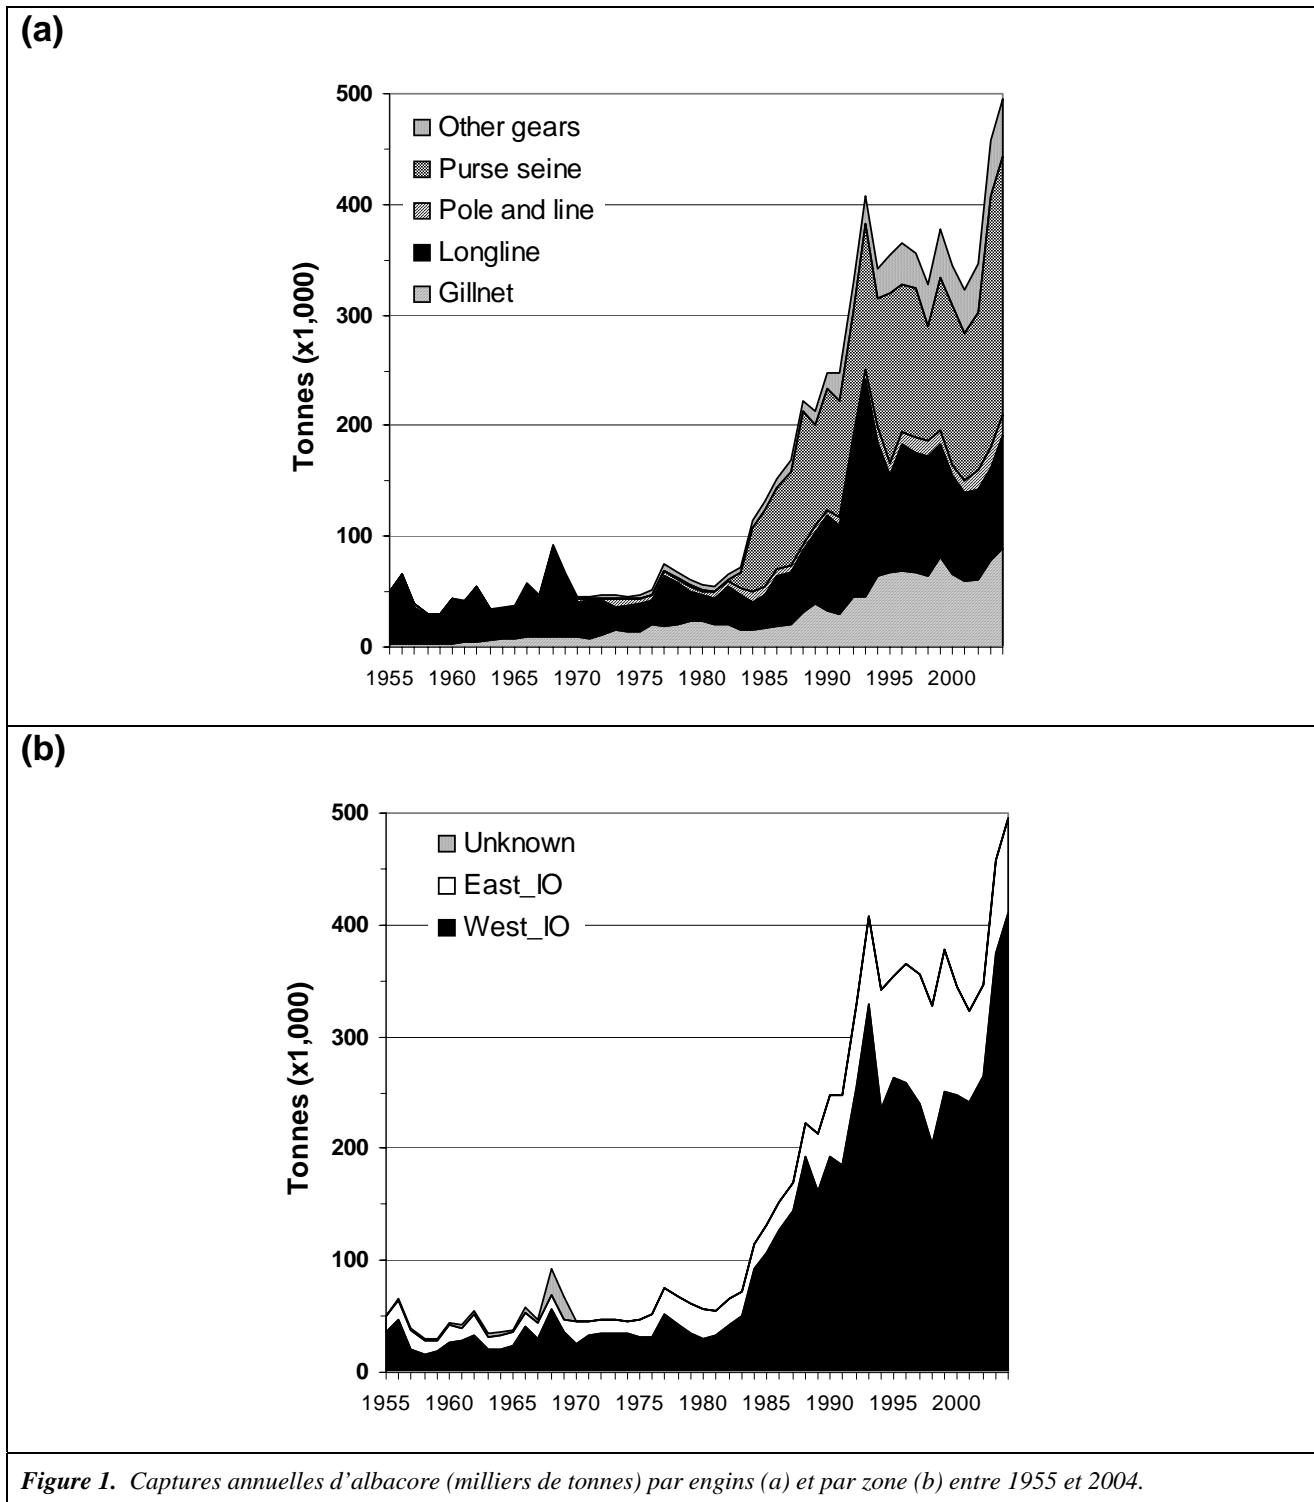 (a)
500
400
300
200
100
0
Tonnes (x1,000)
Other gears
Purse seine
Pole and line
Longline
Gillnet
1955 1960 1965 1970 1975 1980 1985 1990 1995 2000
(b)
500
400
300
200
100
0
Tonnes (x1,000)
Unknown
East_IO
West_IO
1955 1960 1965 1970 1975 1980 1985 1990 1995 2000
Figure 1. Captures annuelles d’albacore (milliers de tonnes) par engins (a) et par zone (b) entre 1955 et 2004.